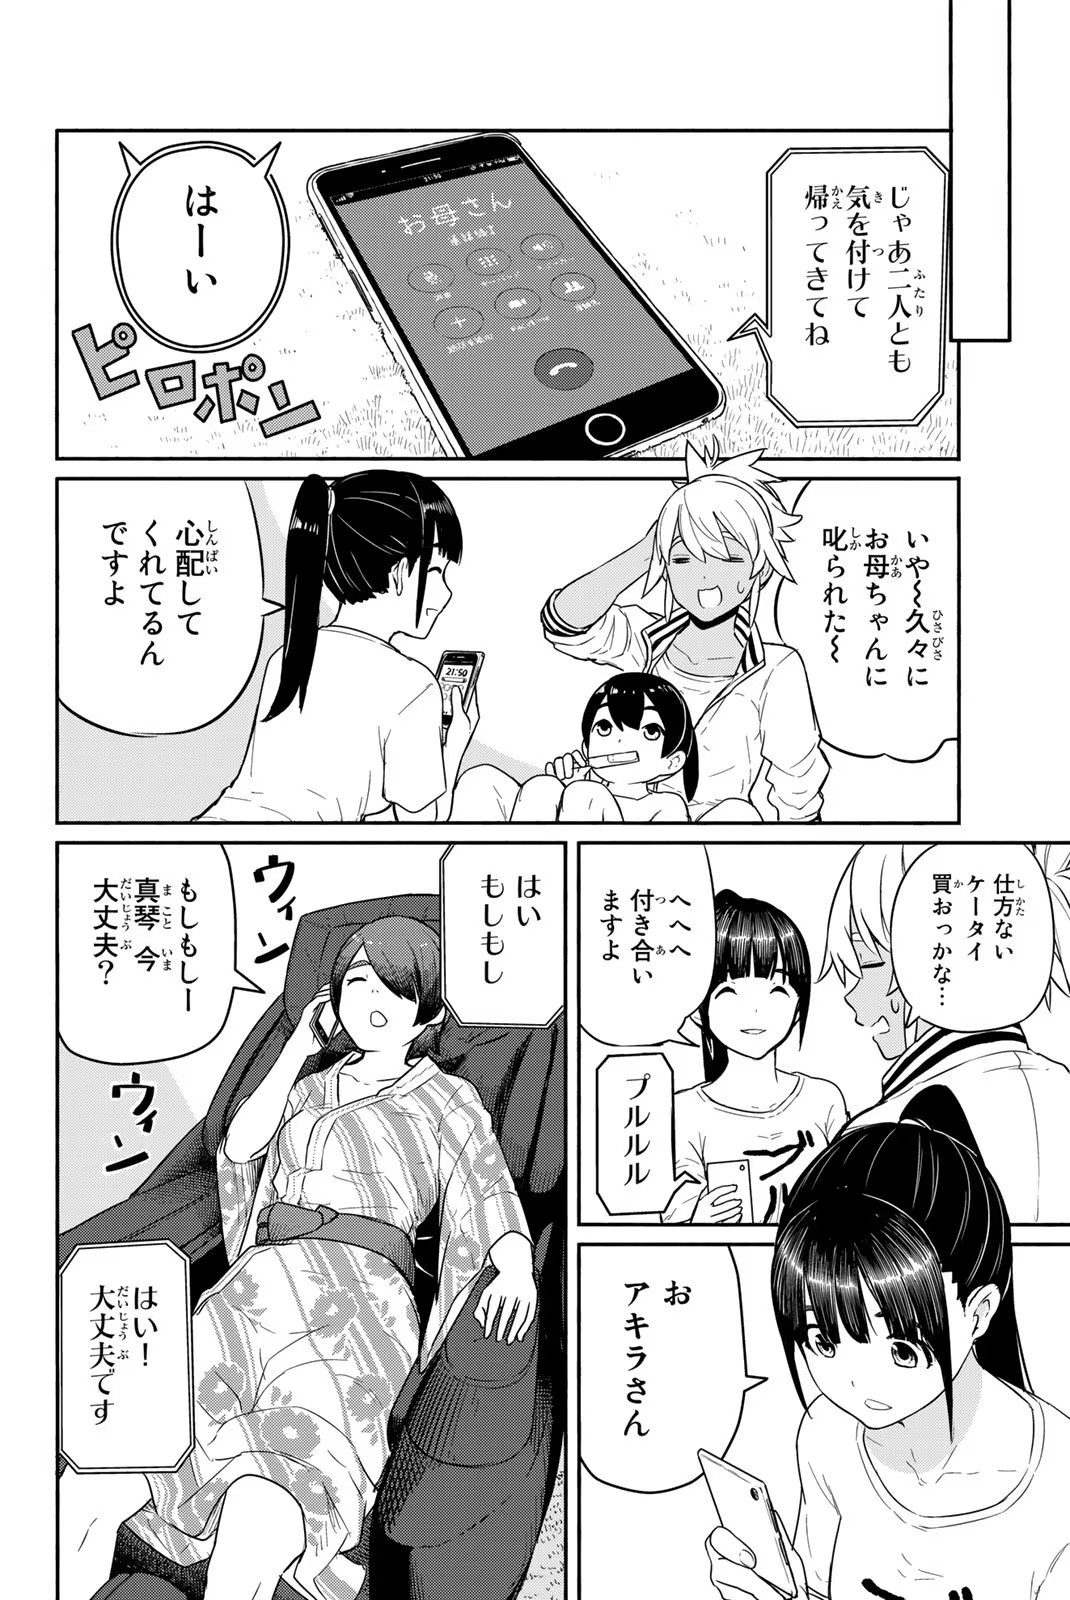 じゃあ二人とも
気を付けて
帰ってきてね
21:50
お母さん
はーい
ピロポン
いや〜久々に
お母ちゃんに
叱られた〜
心配して
くれてるん
ですよ
21:50
仕方ない
ケータイ
買おっかな…
へへへ
付き合い
ますよ
プルルル
お
アキラさん
はい
もしもし
ウィン
もしもしー
真琴 今
大丈夫？
ウィン
はい！
大丈夫です